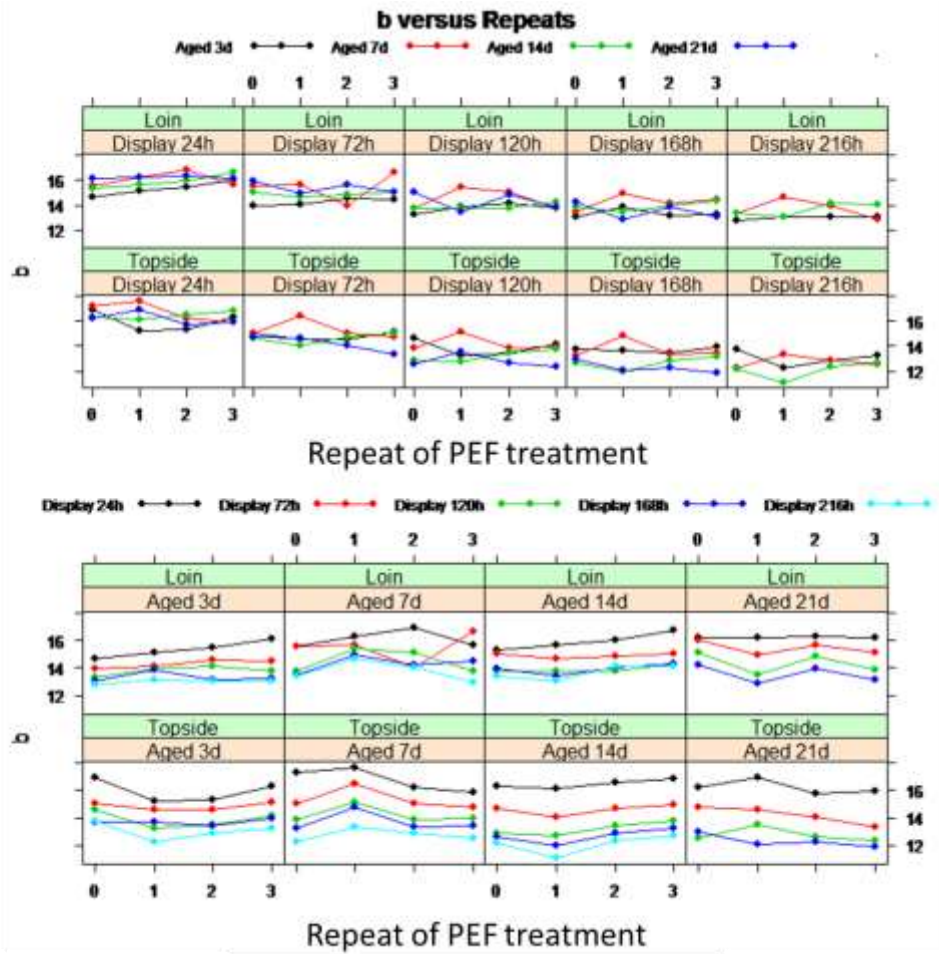 b versus Repeats
Aged 3d Aged 7d Aged 14d Aged 21d
0 1 2 3 0 1 2 3
Loin Loin Loin Loin Loin
Display 24h Display 72h Display 120h Display 168h Display 216h
16
14
12
b
Topside Topside Topside Topside Topside
Display 24h Display 72h Display 120h Display 168h Display 216h
16
14
12
0 1 2 3 0 1 2 3 0 1 2 3
Repeat of PEF treatment
Display 24h Display 72h Display 120h Display 168h Display 216h
0 1 2 3 0 1 2 3
Loin Loin Loin Loin
Aged 3d Aged 7d Aged 14d Aged 21d
16
14
12
b
Topside Topside Topside Topside
Aged 3d Aged 7d Aged 14d Aged 21d
16
14
12
0 1 2 3 0 1 2 3
Repeat of PEF treatment